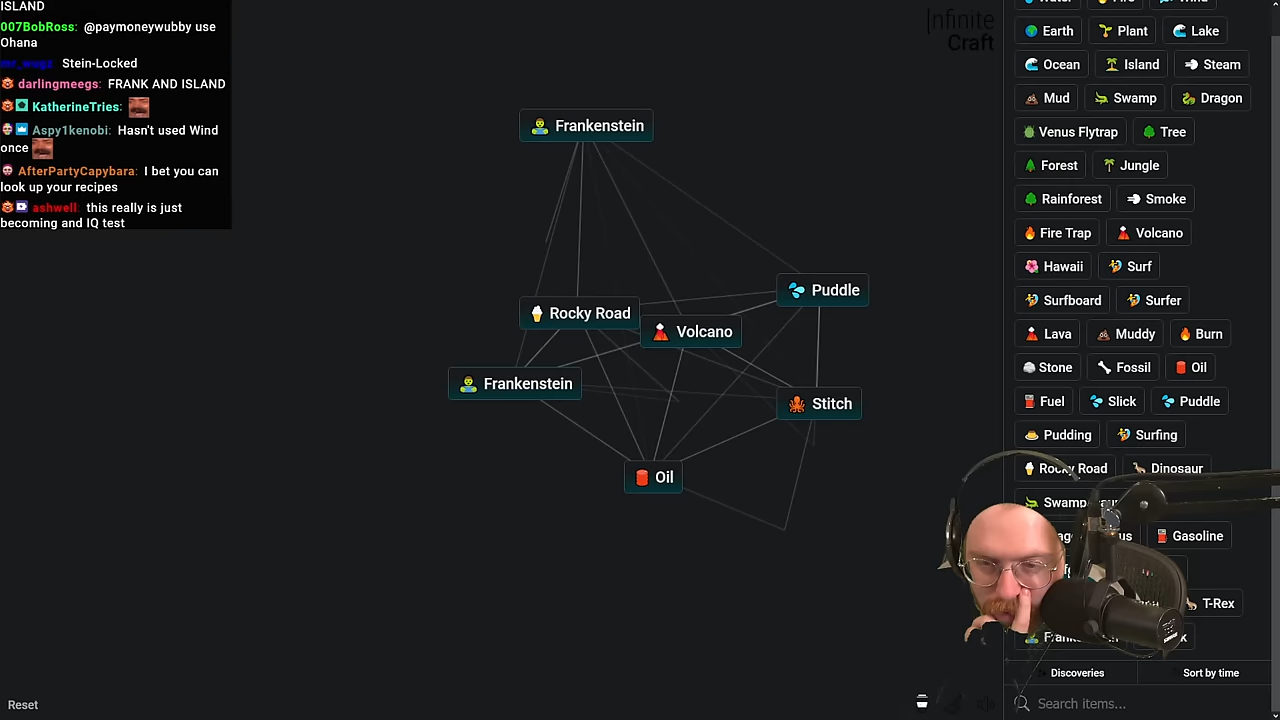 ISLAND
007BobRoss: @paymoneywubby use
Ohana
Stein-Locked
darlingmeegs: FRANK AND ISLAND
KatherineTries:
Aspy1kenobi: Hasn't used Wind
once
AfterPartyCapybara: I bet you can
look up your recipes
ashwell: this really is just
becoming and IQ test
Infinite
Craft
Frankenstein
Puddle
Rocky Road
Volcano
Frankenstein
Stitch
Oil
Reset
Earth Plant Lake
Ocean Island Steam
Mud Swamp Dragon
Venus Flytrap Tree
Forest Jungle
Rainforest Smoke
Fire Trap Volcano
Hawaii Surf
Surfboard Surfer
Lava Muddy Burn
Stone Fossil Oil
Fuel Slick Puddle
Pudding Surfing
Rocky Road Dinosaur
Swamp
Gasoline
T-Rex
Discoveries Sort by time
Search items...